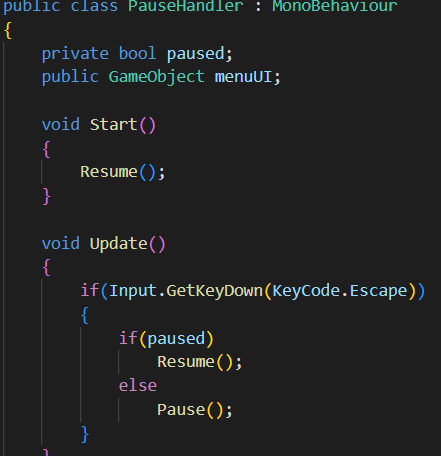 public class PauseHandler : MonoBehaviour
{
    private bool paused;
    public GameObject menuUI;

    void Start()
    {
        Resume();
    }

    void Update()
    {
        if(Input.GetKeyDown(KeyCode.Escape))
        {
            if(paused)
                Resume();
            else
                Pause();
        }
    }